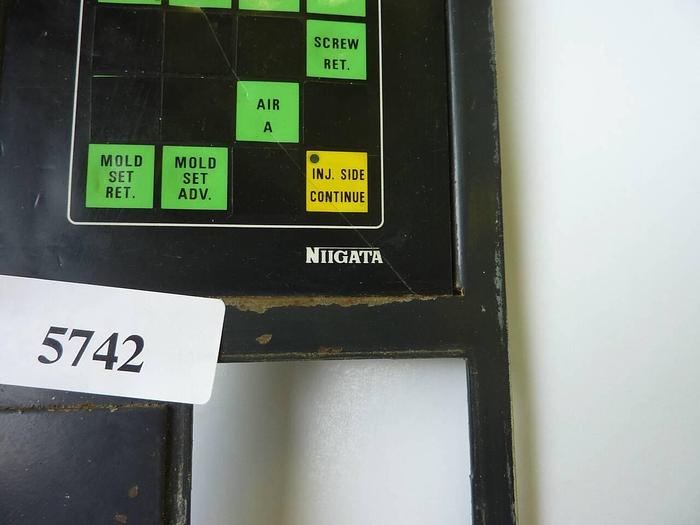 SCREW
RET.
AIR
A
MOLD
SET
RET.
MOLD
SET
ADV.
INJ. SIDE
CONTINUE
NIIGATA
5742